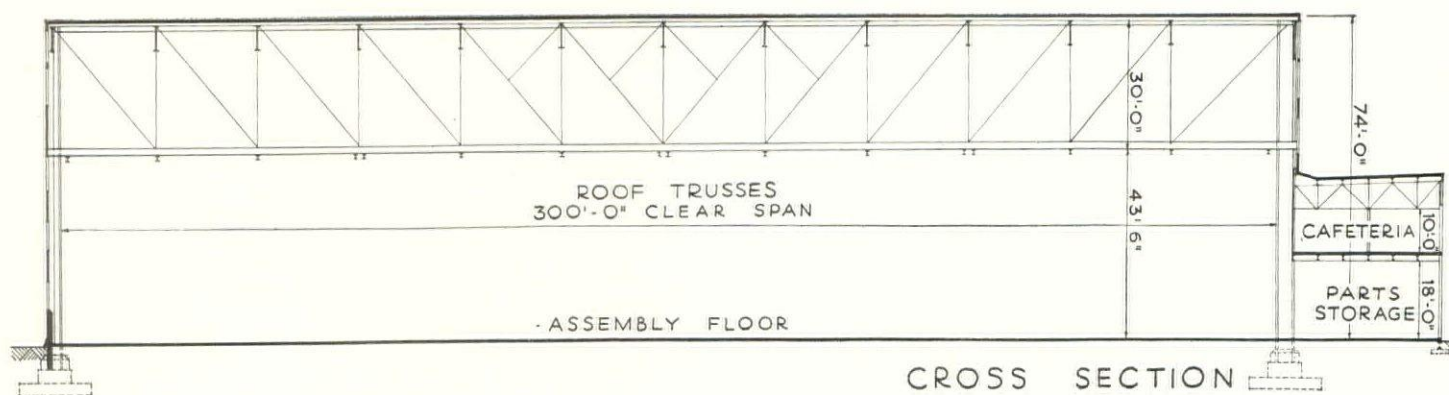 30'-0"
74'-0"
ROOF TRUSSES
300'-0" CLEAR SPAN
43'-6"
CAFETERIA
10'-0"
PARTS
STORAGE
18'-0"
- ASSEMBLY FLOOR
CROSS SECTION